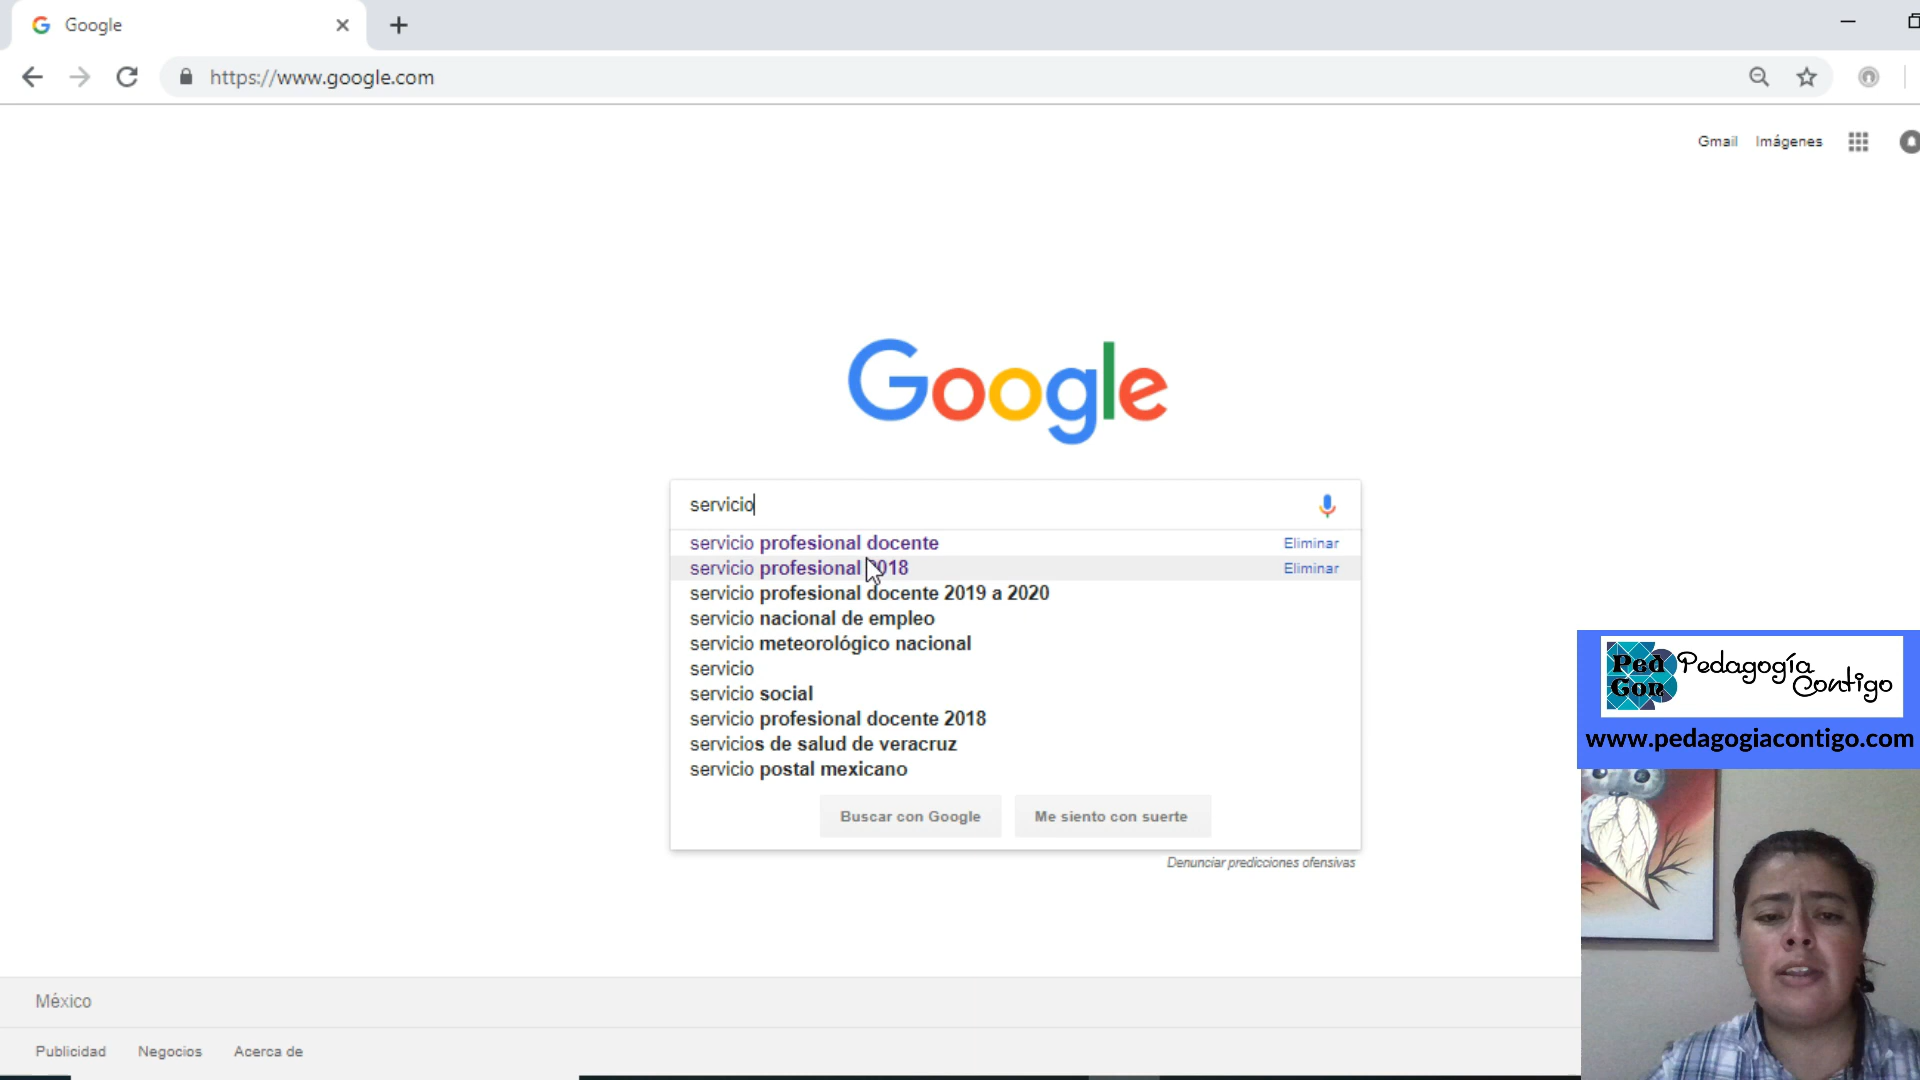 Google
https://www.google.com
Gmail Imágenes
Google
servicio
servicio profesional docente Eliminar
servicio profesional 2018 Eliminar
servicio profesional docente 2019 a 2020
servicio nacional de empleo
servicio meteorológico nacional
servicio
servicio social
servicio profesional docente 2018
servicios de salud de veracruz
servicio postal mexicano
Buscar con Google Me siento con suerte
Denunciar predicciones ofensivas
Ped Con Pedagogía Contigo
www.pedagogiacontigo.com
México
Publicidad Negocios Acerca de